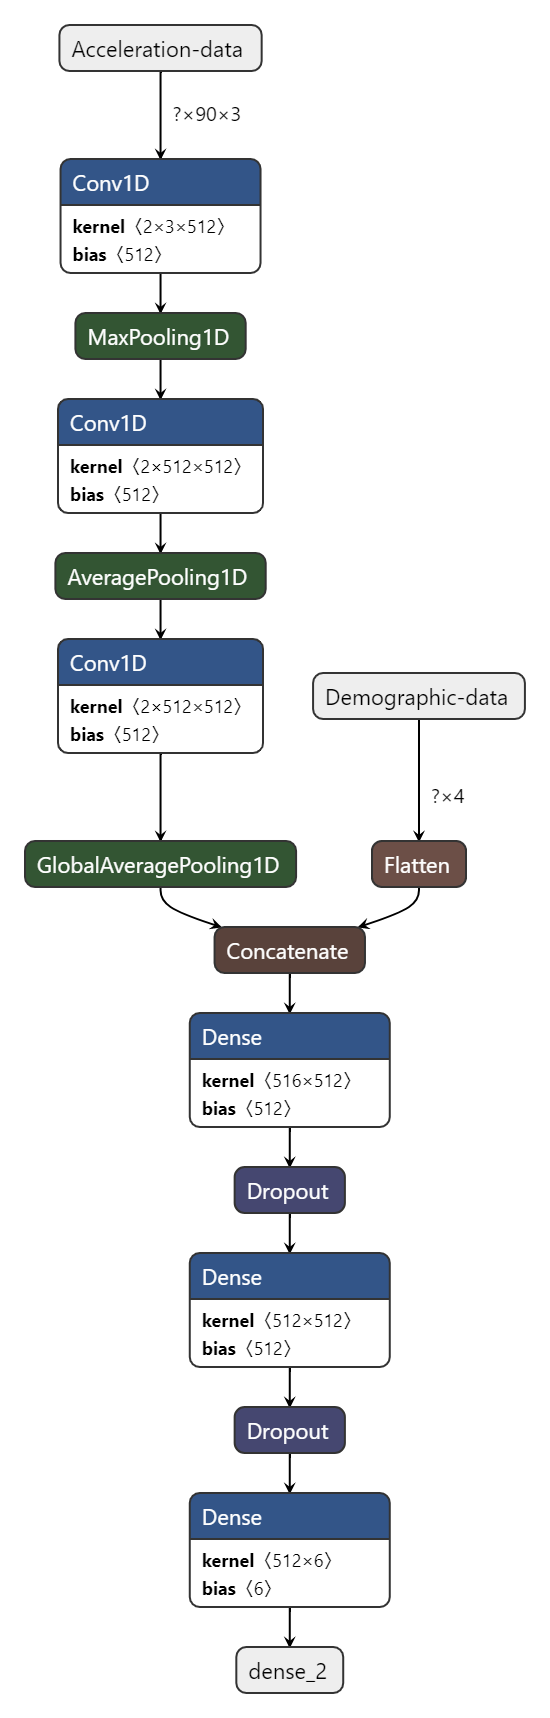 Acceleration-data
?×90×3
Conv1D
kernel 〈2×3×512〉
bias 〈512〉
MaxPooling1D
Conv1D
kernel 〈2×512×512〉
bias 〈512〉
AveragePooling1D
Conv1D
kernel 〈2×512×512〉
bias 〈512〉
Demographic-data
?×4
GlobalAveragePooling1D
Flatten
Concatenate
Dense
kernel 〈516×512〉
bias 〈512〉
Dropout
Dense
kernel 〈512×512〉
bias 〈512〉
Dropout
Dense
kernel 〈512×6〉
bias 〈6〉
dense_2